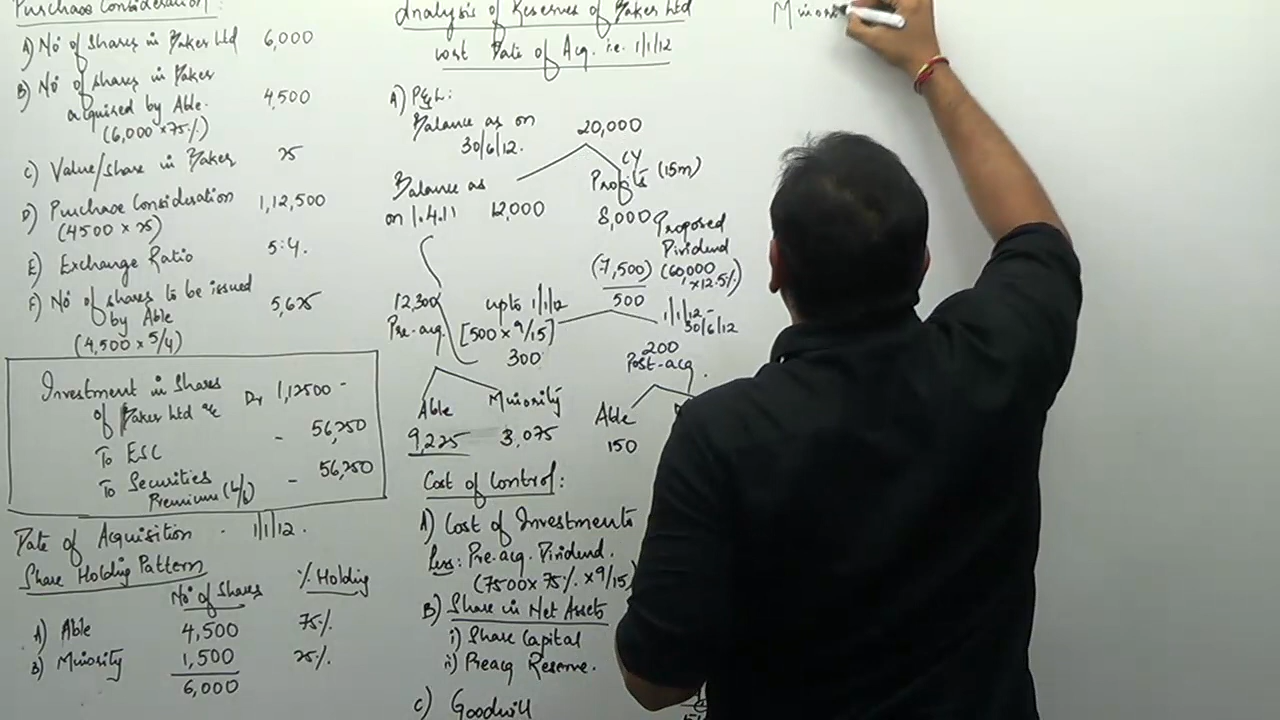 Purchase Consideration:
A) No of Shares in Baker Ltd 6,000
B) No of shares in Baker
acquired by Able. 4,500
(6,000 x 75%)
C) Value/share in Baker 25
D) Purchase Consideration 1,12,500
(4500 x 25)
E) Exchange Ratio 5:4.
F) No of shares to be issued 5,625
by Able
(4,500 x 5/4)
Investment in Shares
of Baker Ltd a/c Dr 1,12500 -
To ESC - 56,250
To Securities - 56,250
Premium (b/f)
Date of Acquisition - 1/1/12.
Share Holding Pattern
No of Shares % Holding
A) Able 4,500 75%
B) Minority 1,500 25%
6,000
Analysis of Reserves of Baker Ltd
Date of Acq. i.e. 1/1/12
A) P&L:
Balance as on 20,000
30/6/12.
Balance as
on 1.4.11 12,000
CY
Profits (15m)
8,000
Proposed
Dividend
(-7,500) (60000
x12.5%)
500
12,300
Pre-acq.
upto 1/1/12
[500 x 9/15]
300
1/1/12-
30/6/12
200
Post-acq.
Able Minority
9,225 3,075
Able
150
Cost of Control:
A) Cost of Investments
Less: Pre-acq. Dividend.
(7500 x 75% x 9/15)
B) Share in Net Assets
i) Share Capital
ii) Preacq Reserve.
C) Goodwill